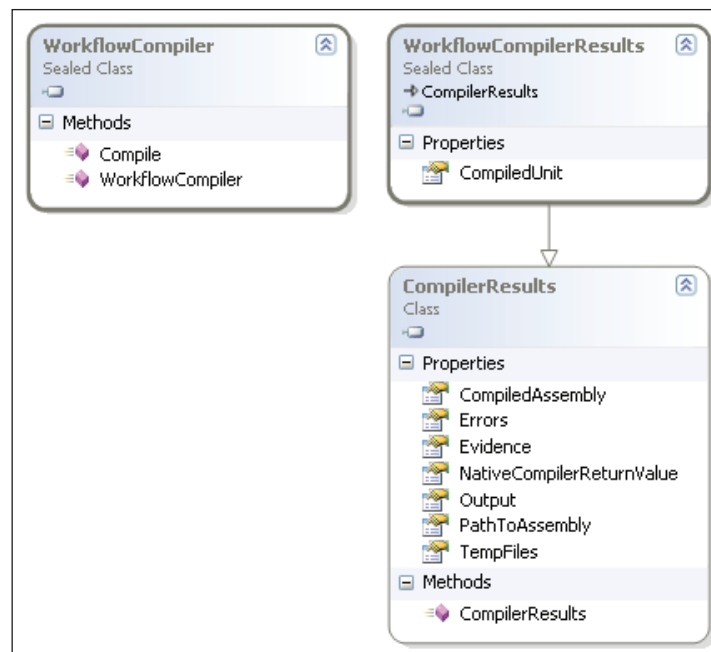 WorkflowCompiler
Sealed Class
Methods
Compile
WorkflowCompiler
WorkflowCompilerResults
Sealed Class
CompilerResults
Properties
CompiledUnit
CompilerResults
Class
Properties
CompiledAssembly
Errors
Evidence
NativeCompilerReturnValue
Output
PathToAssembly
TempFiles
Methods
CompilerResults